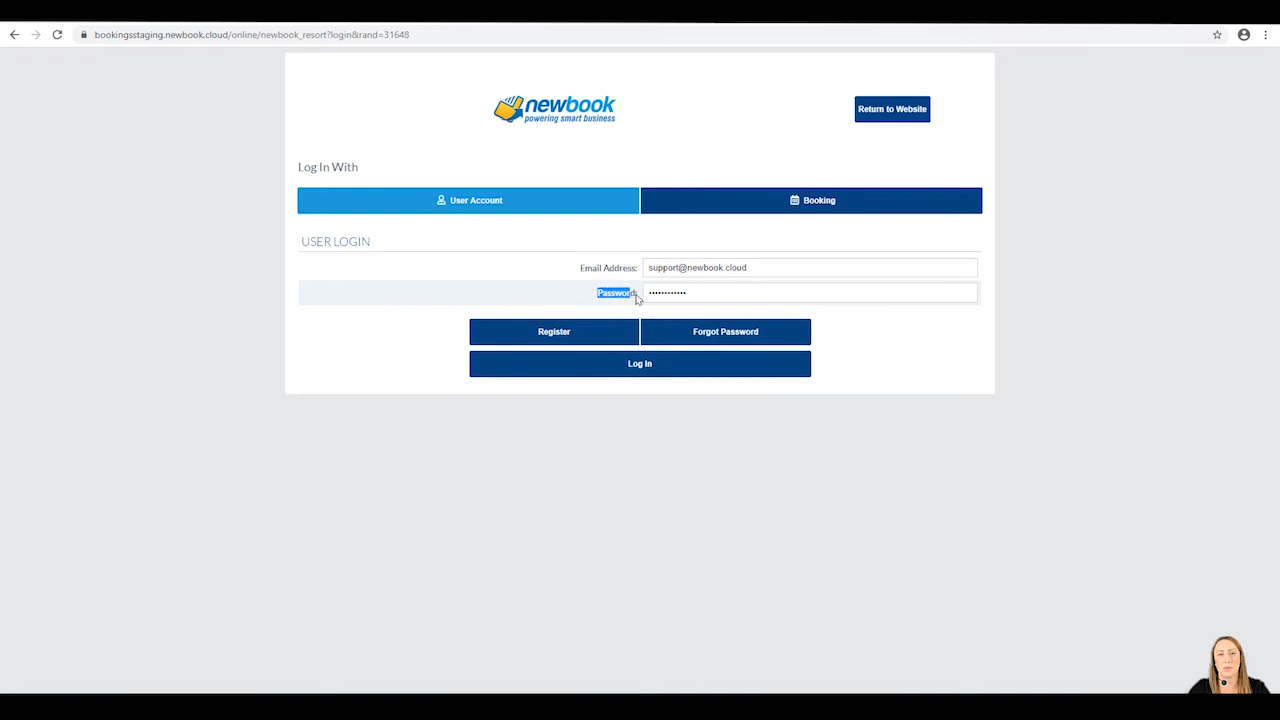 bookingsstaging.newbook.cloud/online/newbook_resort?login&rand=31648
newbook
powering smart business
Return to Website
Log In With
User Account
Booking
USER LOGIN
Email Address: support@newbook.cloud
Password: ••••••••••••
Register
Forgot Password
Log In